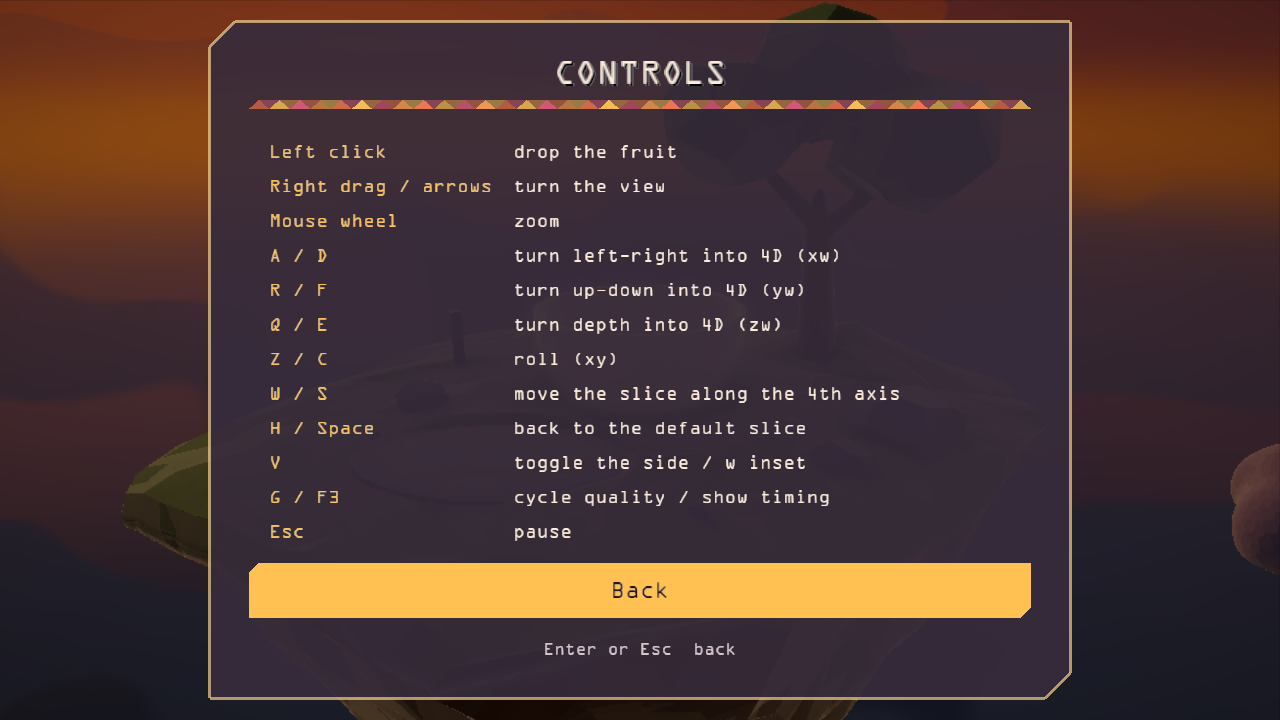 CONTROLS
Left click drop the fruit
Right drag / arrows turn the view
Mouse wheel zoom
A / D turn left-right into 4D (xw)
R / F turn up-down into 4D (yw)
Q / E turn depth into 4D (zw)
Z / C roll (xy)
W / S move the slice along the 4th axis
H / Space back to the default slice
V toggle the side / w inset
G / F3 cycle quality / show timing
Esc pause
Back
Enter or Esc back